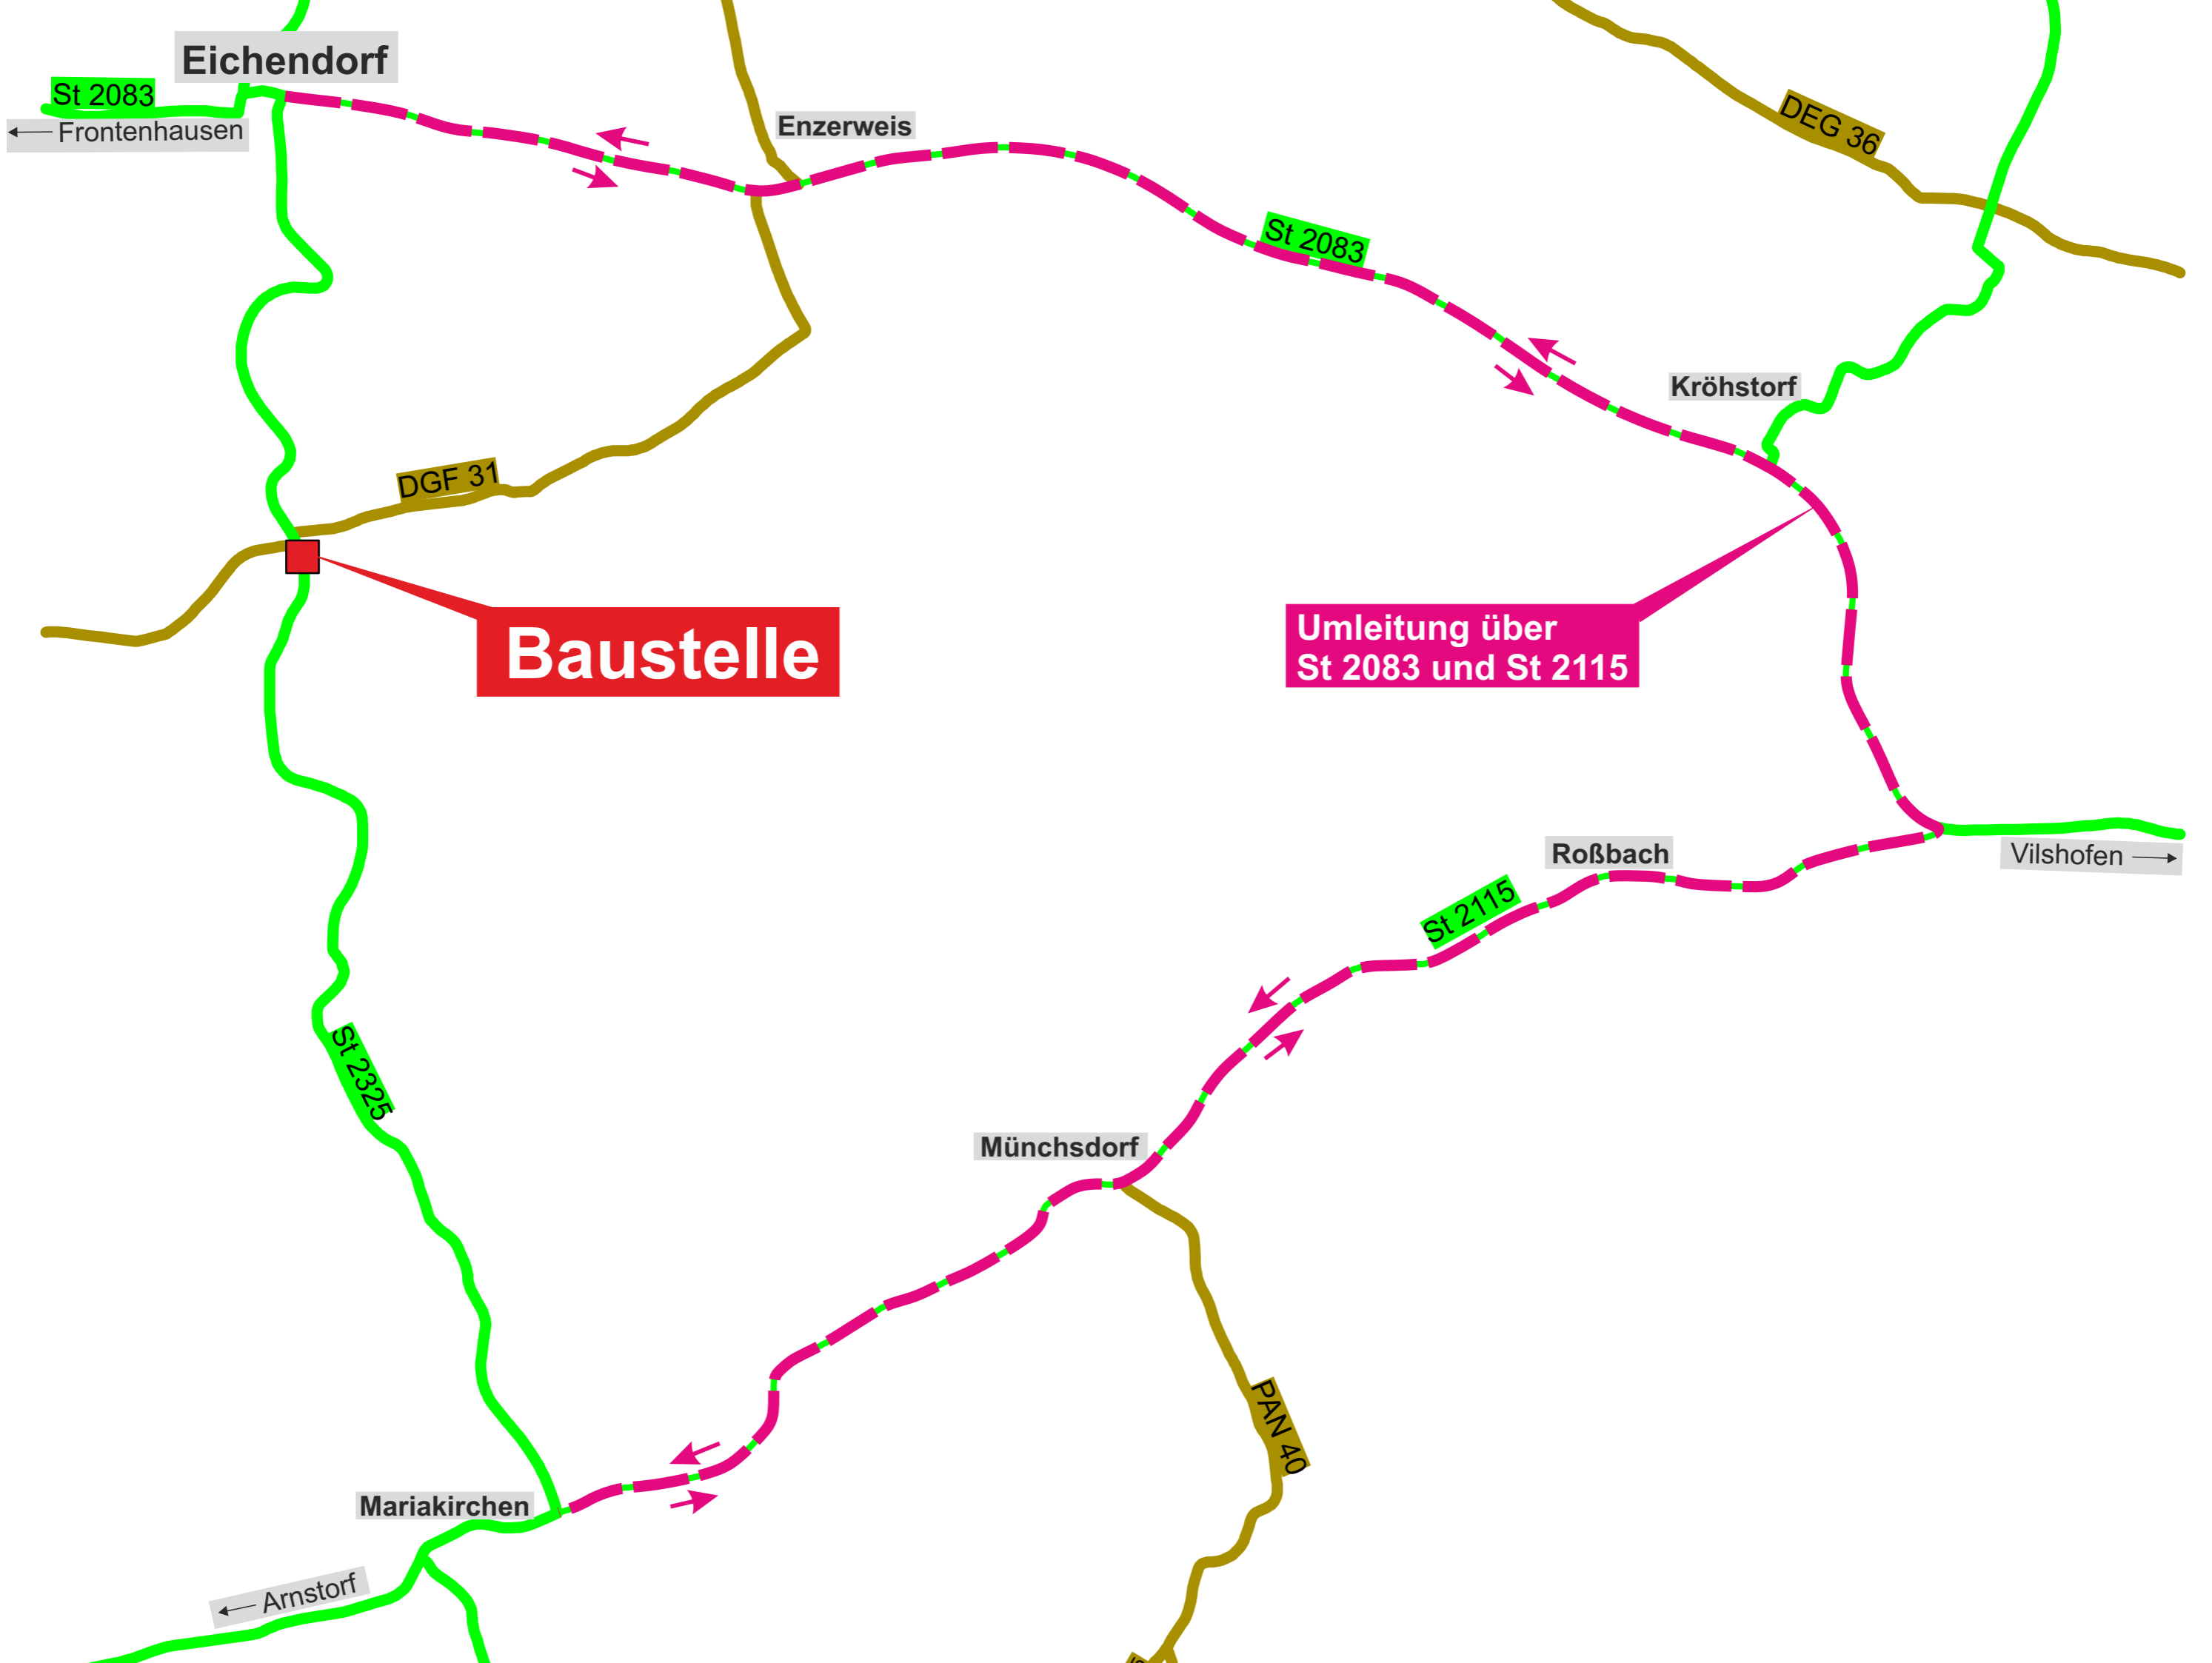 Eichendorf
St 2083
Frontenhausen
Enzerweis
DEG 36
St 2083
Kröhstorf
DGF 31
Baustelle
Umleitung über
St 2083 und St 2115
Vilshofen
Roßbach
St 2115
St 2325
Münchsdorf
PAN 40
Mariakirchen
Arnstorf